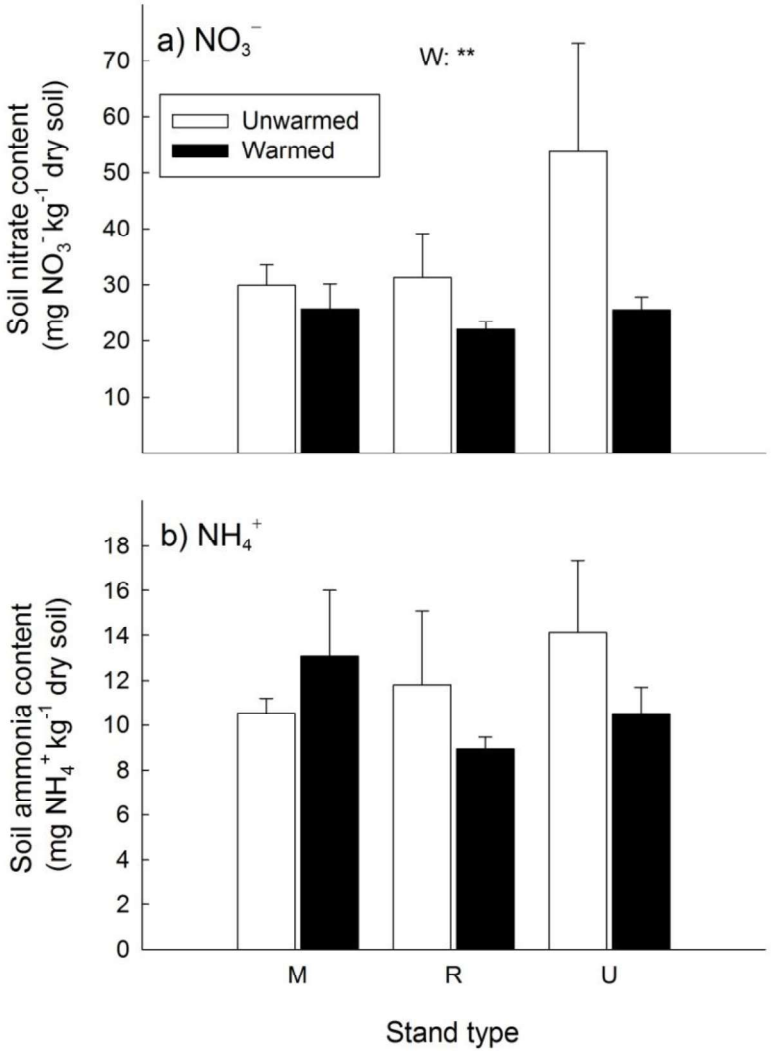 a) NO₃⁻
W: **
Unwarmed
Warmed
Soil nitrate content
(mg NO₃⁻ kg⁻¹ dry soil)
70
60
50
40
30
20
10
b) NH₄⁺
Soil ammonia content
(mg NH₄⁺ kg⁻¹ dry soil)
18
16
14
12
10
8
6
4
2
0
M R U
Stand type